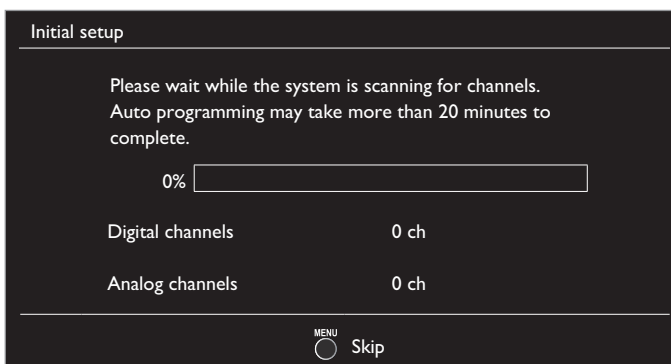 Initial setup
Please wait while the system is scanning for channels.
Auto programming may take more than 20 minutes to
complete.
0%
Digital channels 0 ch
Analog channels 0 ch
MENU
Skip